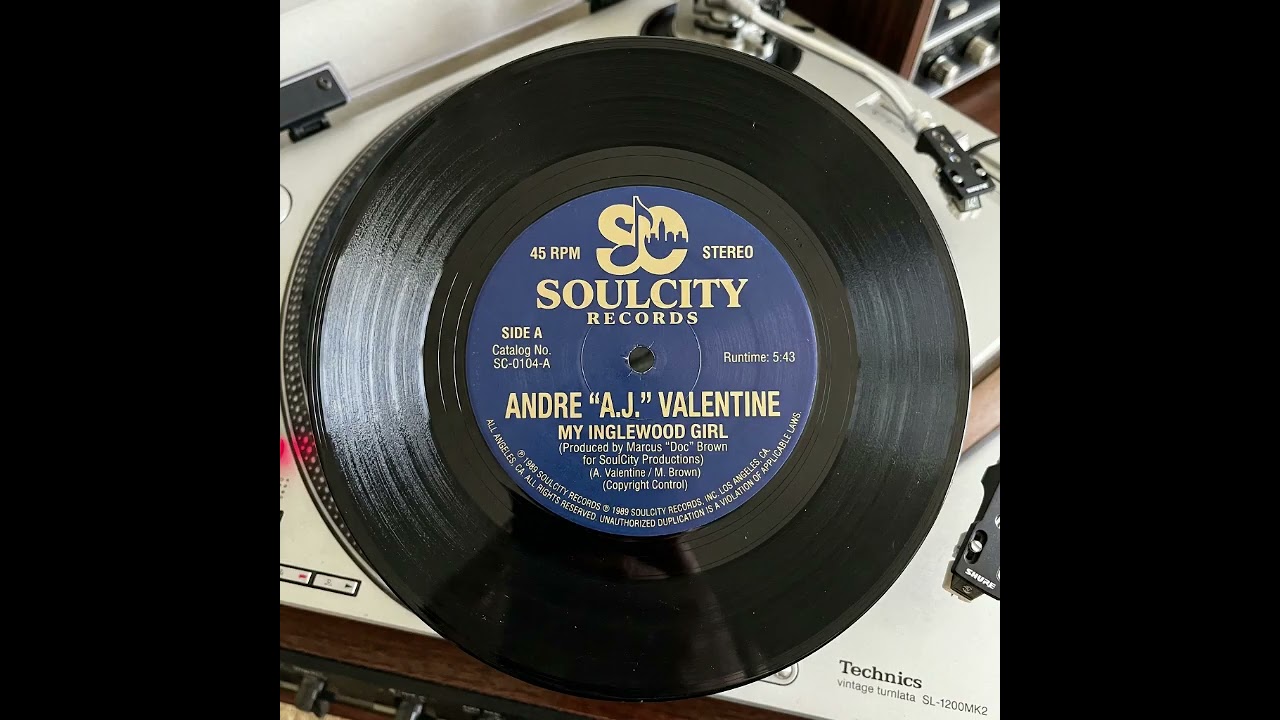 45 RPM
STEREO
SOULCITY
RECORDS
SIDE A
Catalog No.
SC-0104-A
Runtime: 5:43
ANDRE “A.J.” VALENTINE
MY INGLEWOOD GIRL
(Produced by Marcus “Doc” Brown
for SoulCity Productions)
(A. Valentine / M. Brown)
(Copyright Control)
℗ 1989 SOULCITY RECORDS ℗ 1989 SOULCITY RECORDS, INC. LOS ANGELES, CA.
ALL ANGELES, CA. ALL RIGHTS RESERVED. UNAUTHORIZED DUPLICATION IS A VIOLATION OF APPLICABLE LAWS.
SHURE
SHURE
Technics
vintage tumlata SL-1200MK2